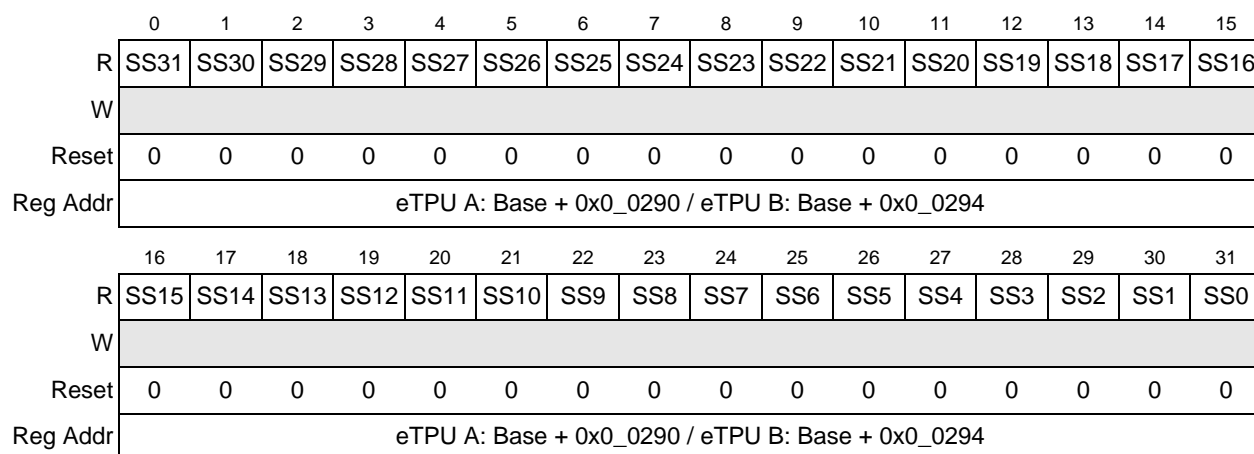 0 1 2 3 4 5 6 7 8 9 10 11 12 13 14 15
R SS31 SS30 SS29 SS28 SS27 SS26 SS25 SS24 SS23 SS22 SS21 SS20 SS19 SS18 SS17 SS16
W
Reset 0 0 0 0 0 0 0 0 0 0 0 0 0 0 0 0
Reg Addr eTPU A: Base + 0x0_0290 / eTPU B: Base + 0x0_0294
16 17 18 19 20 21 22 23 24 25 26 27 28 29 30 31
R SS15 SS14 SS13 SS12 SS11 SS10 SS9 SS8 SS7 SS6 SS5 SS4 SS3 SS2 SS1 SS0
W
Reset 0 0 0 0 0 0 0 0 0 0 0 0 0 0 0 0
Reg Addr eTPU A: Base + 0x0_0290 / eTPU B: Base + 0x0_0294